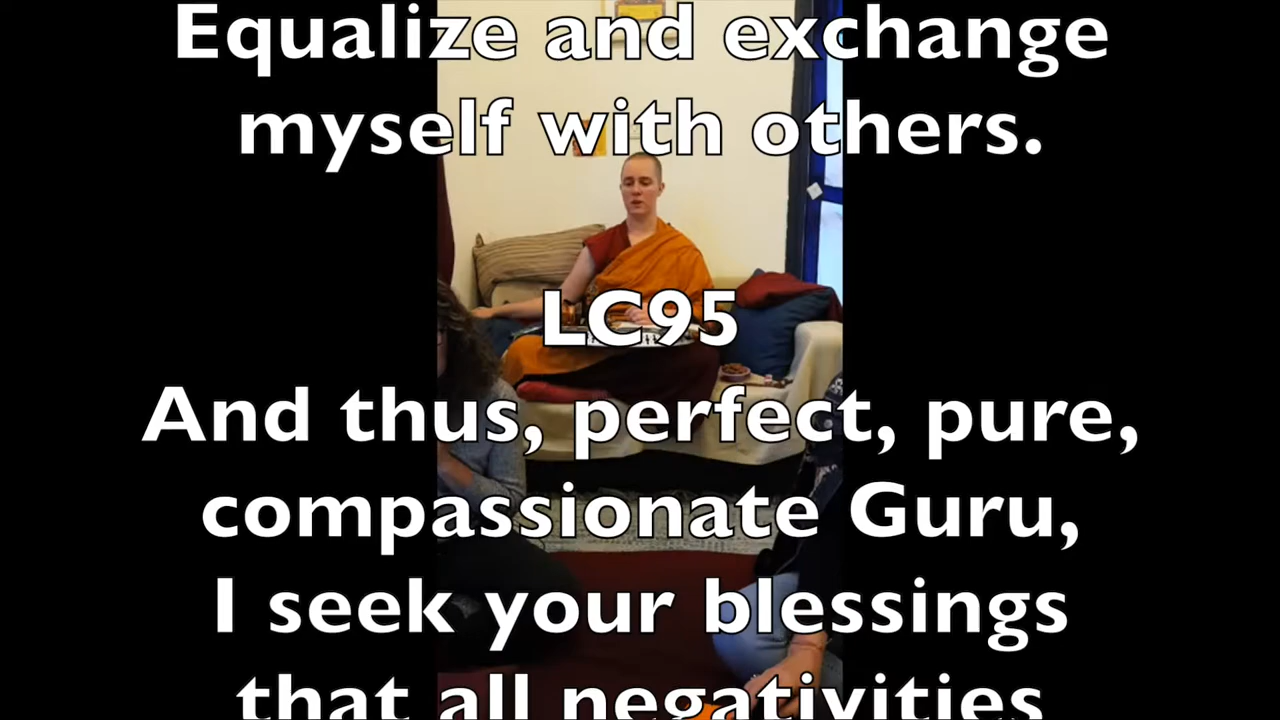 Equalize and exchange
myself with others.
LC95
And thus, perfect, pure,
compassionate Guru,
I seek your blessings
that all negativities